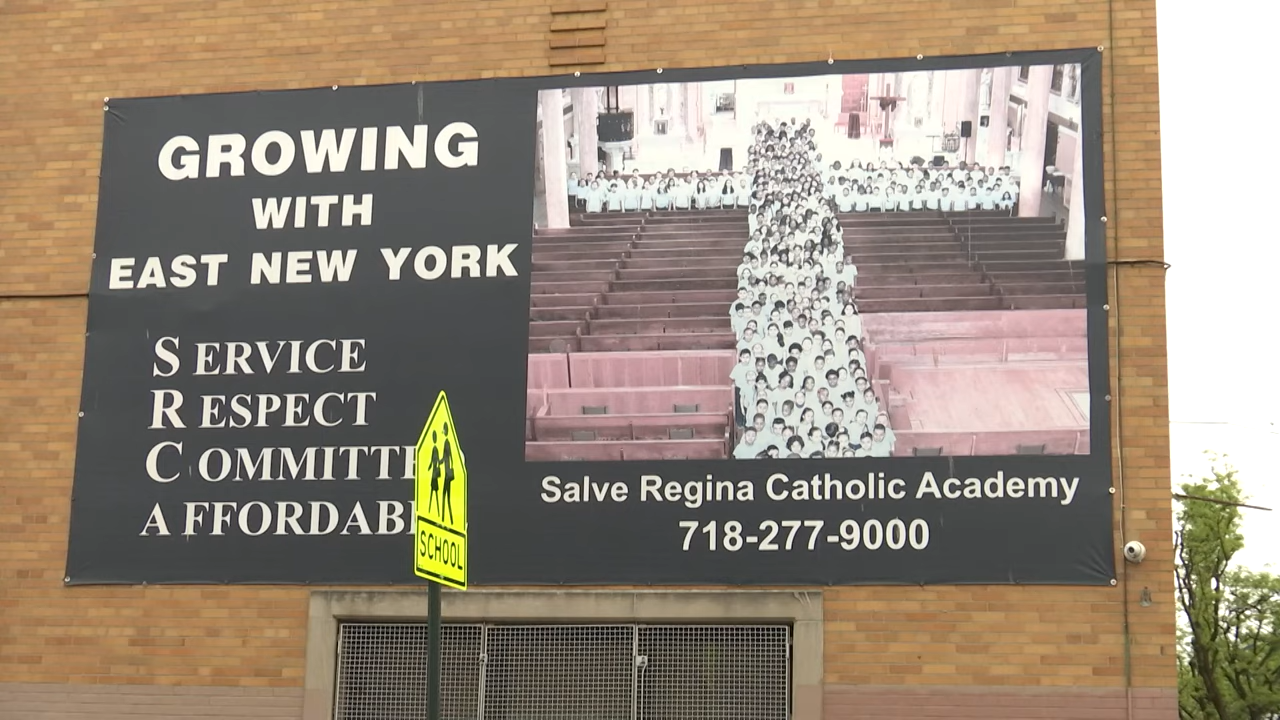 GROWING
WITH
EAST NEW YORK
SERVICE
RESPECT
Salve Regina Catholic Academy
718-277-9000
SCHOOL